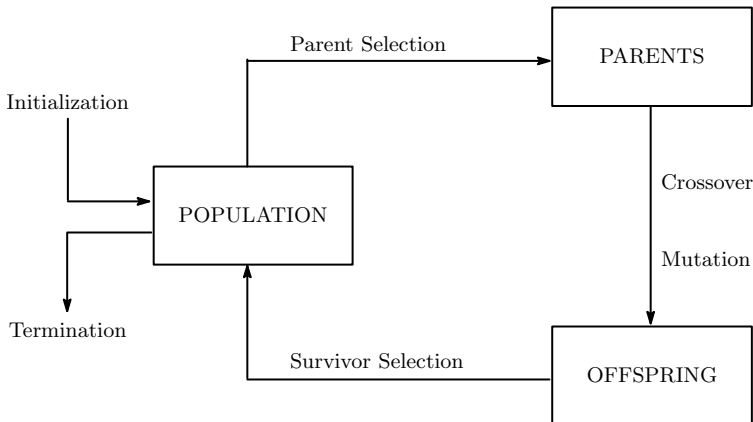 Parent Selection
PARENTS
Initialization
Crossover
POPULATION
Mutation
Termination
Survivor Selection
OFFSPRING